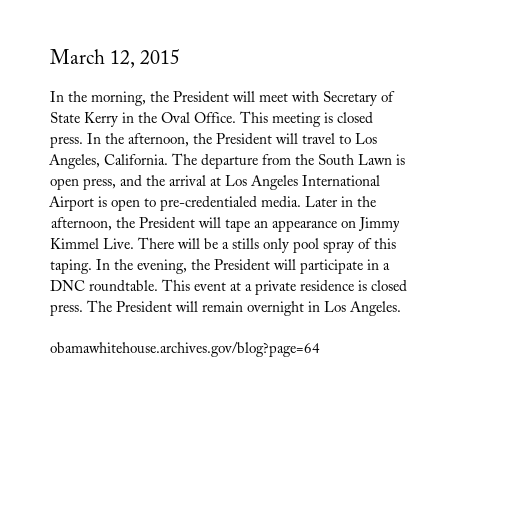 March 12, 2015
In the morning, the President will meet with Secretary of
State Kerry in the Oval Office. This meeting is closed
press. In the afternoon, the President will travel to Los
Angeles, California. The departure from the South Lawn is
open press, and the arrival at Los Angeles International
Airport is open to pre-credentialed media. Later in the
afternoon, the President will tape an appearance on Jimmy
Kimmel Live. There will be a stills only pool spray of this
taping. In the evening, the President will participate in a
DNC roundtable. This event at a private residence is closed
press. The President will remain overnight in Los Angeles.
obamawhitehouse.archives.gov/blog?page=64